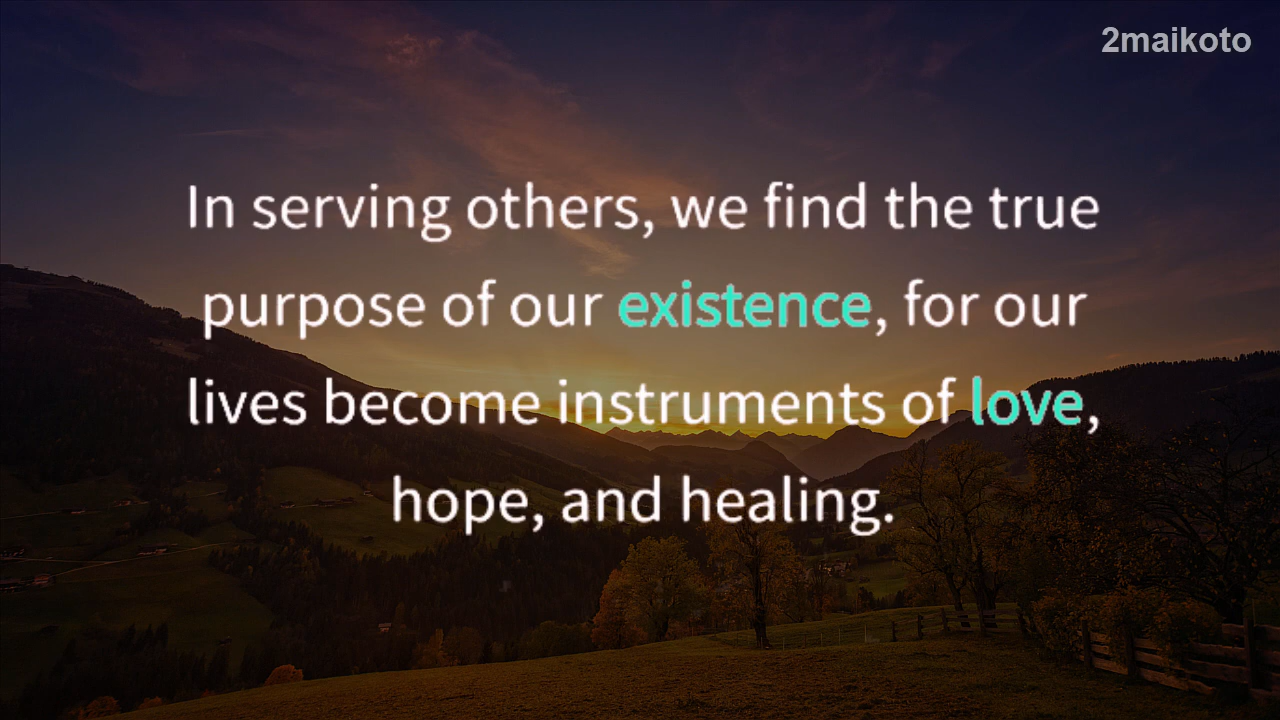 2maikoto
In serving others, we find the true
purpose of our existence, for our
lives become instruments of love,
hope, and healing.